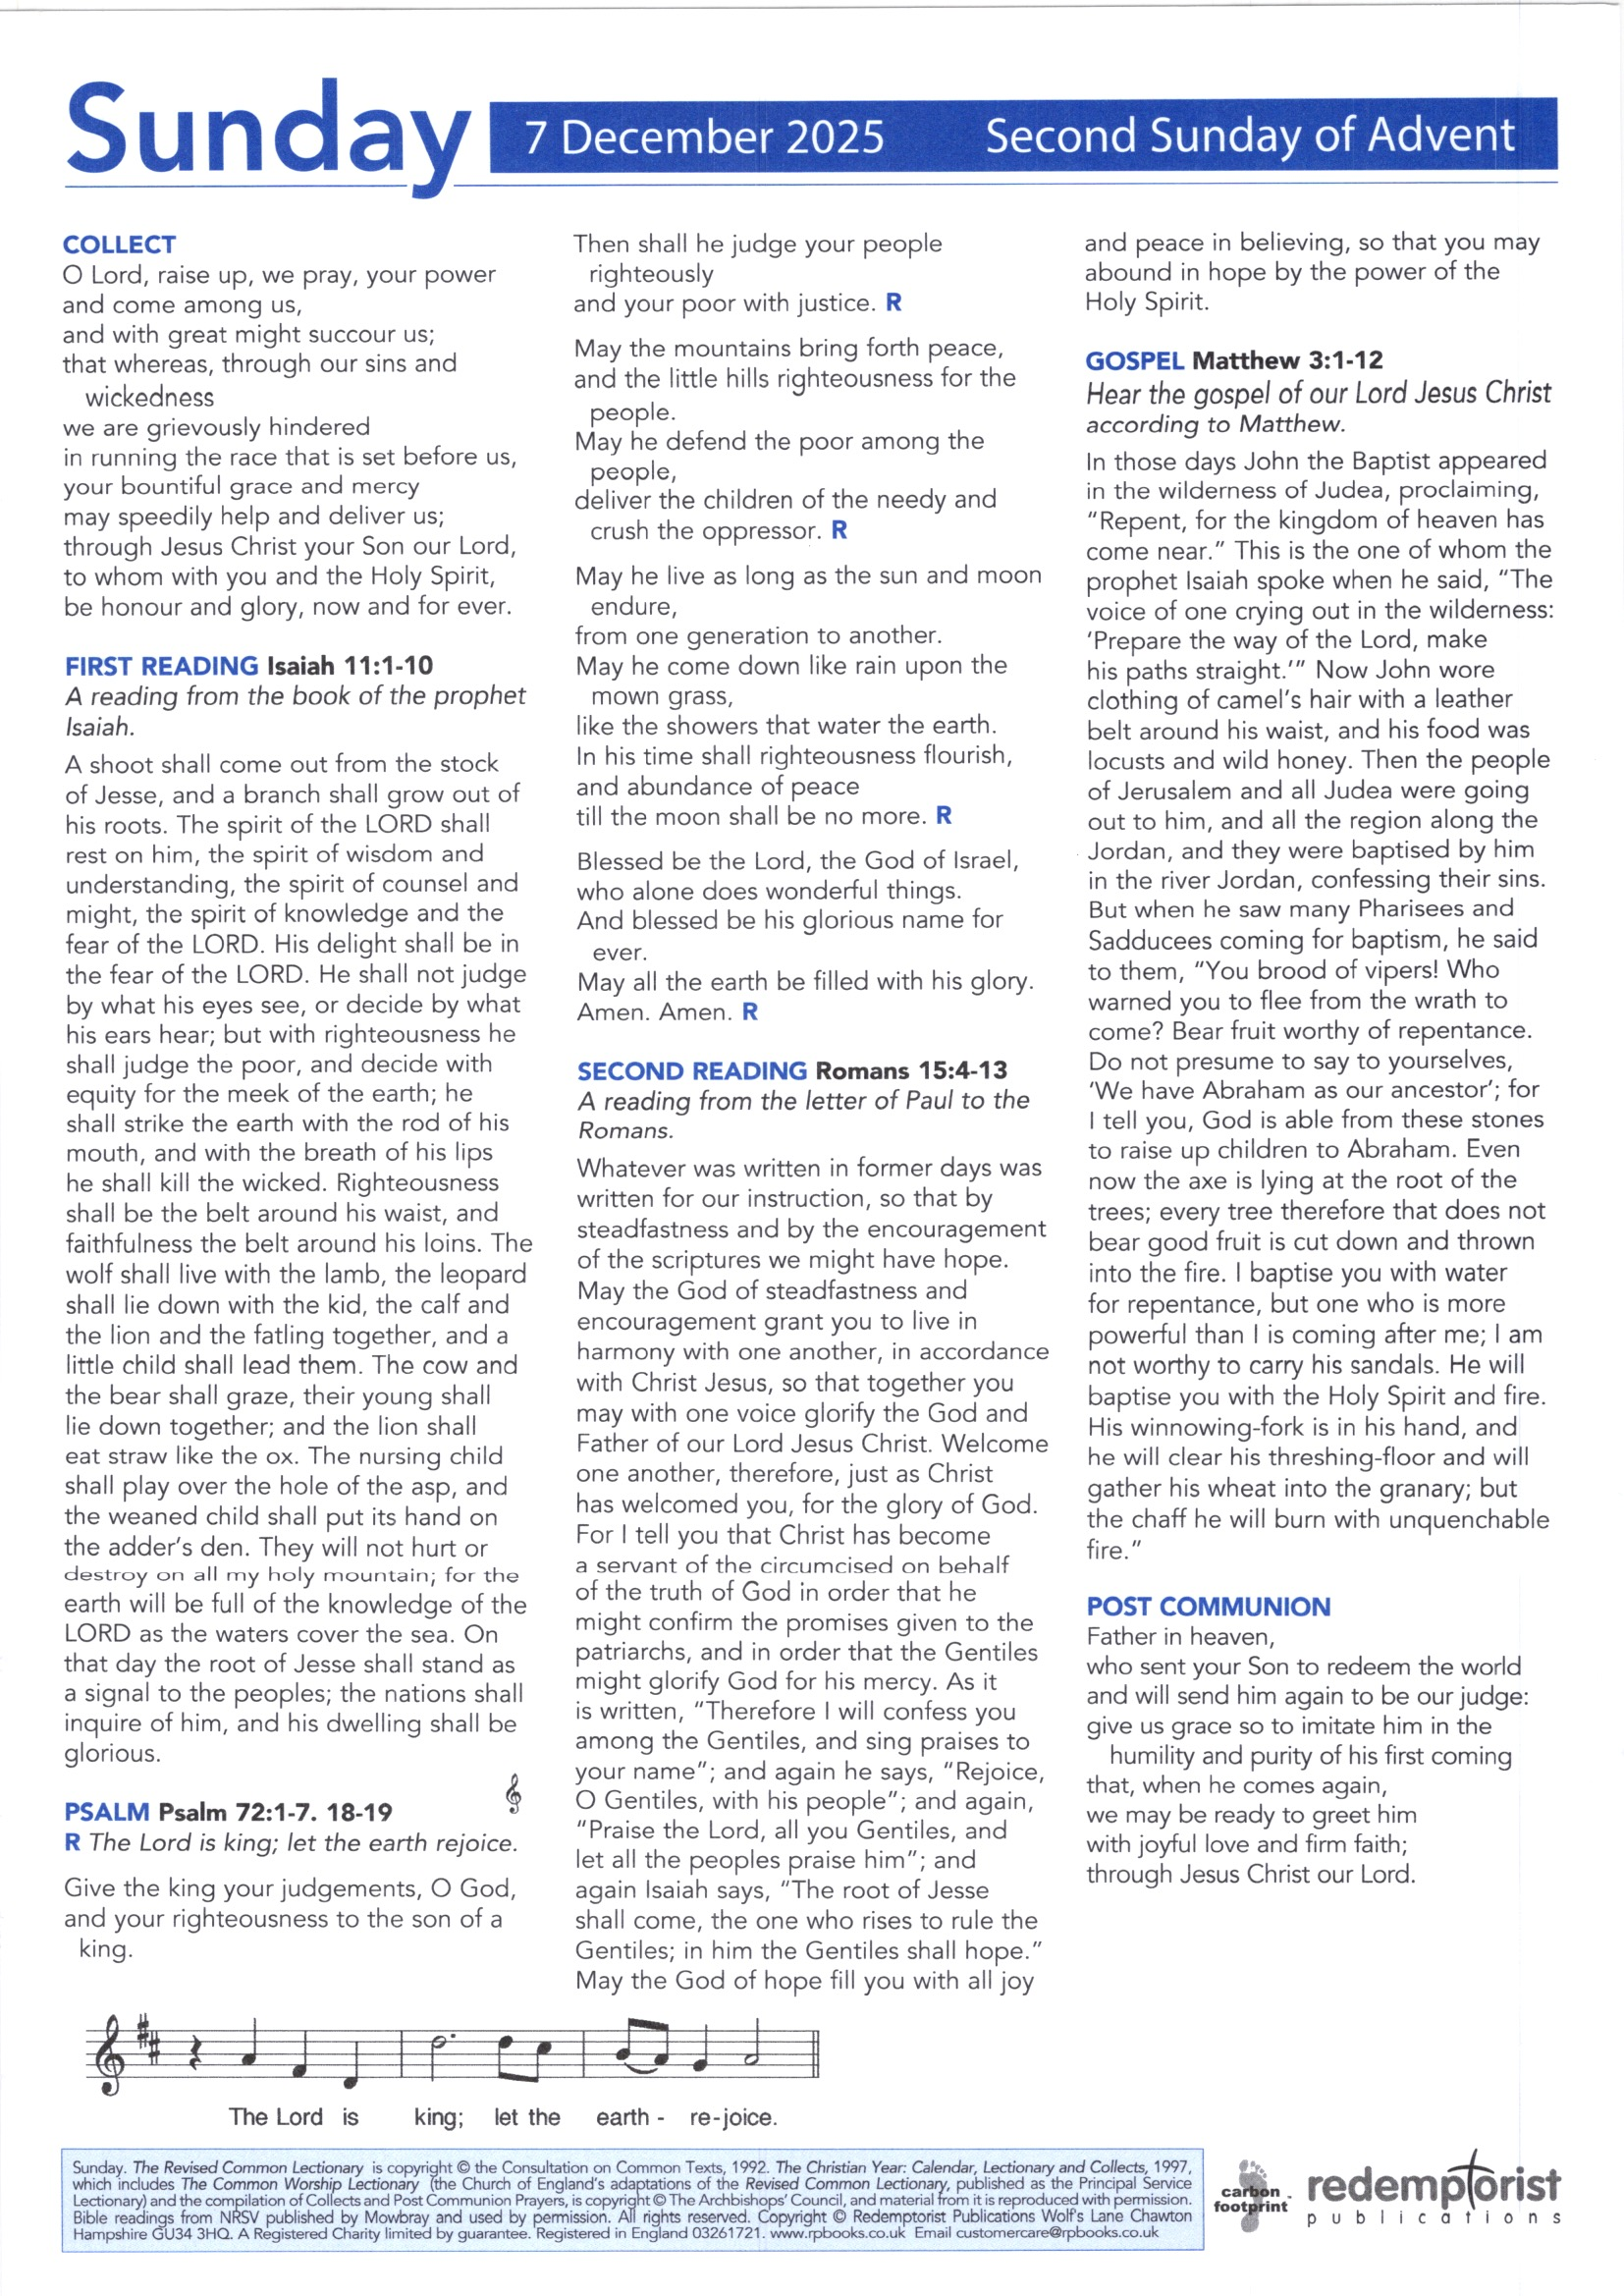 Sunday 7 December 2025 Second Sunday of Advent
COLLECT
O Lord, raise up, we pray, your power
and come among us,
and with great might succour us;
that whereas, through our sins and
wickedness
we are grievously hindered
in running the race that is set before us,
your bountiful grace and mercy
may speedily help and deliver us;
through Jesus Christ your Son our Lord,
to whom with you and the Holy Spirit,
be honour and glory, now and for ever.
FIRST READING Isaiah 11:1-10
A reading from the book of the prophet
Isaiah.
A shoot shall come out from the stock
of Jesse, and a branch shall grow out of
his roots. The spirit of the LORD shall
rest on him, the spirit of wisdom and
understanding, the spirit of counsel and
might, the spirit of knowledge and the
fear of the LORD. His delight shall be in
the fear of the LORD. He shall not judge
by what his eyes see, or decide by what
his ears hear; but with righteousness he
shall judge the poor, and decide with
equity for the meek of the earth; he
shall strike the earth with the rod of his
mouth, and with the breath of his lips
he shall kill the wicked. Righteousness
shall be the belt around his waist, and
faithfulness the belt around his loins. The
wolf shall live with the lamb, the leopard
shall lie down with the kid, the calf and
the lion and the fatling together, and a
little child shall lead them. The cow and
the bear shall graze, their young shall
lie down together; and the lion shall
eat straw like the ox. The nursing child
shall play over the hole of the asp, and
the weaned child shall put its hand on
the adder's den. They will not hurt or
destroy on all my holy mountain; for the
earth will be full of the knowledge of the
LORD as the waters cover the sea. On
that day the root of Jesse shall stand as
a signal to the peoples; the nations shall
inquire of him, and his dwelling shall be
glorious.
PSALM Psalm 72:1-7. 18-19
R The Lord is king; let the earth rejoice.
Give the king your judgements, O God,
and your righteousness to the son of a
king.
Then shall he judge your people
righteously
and your poor with justice. R
May the mountains bring forth peace,
and the little hills righteousness for the
people.
May he defend the poor among the
people,
deliver the children of the needy and
crush the oppressor. R
May he live as long as the sun and moon
endure,
from one generation to another.
May he come down like rain upon the
mown grass,
like the showers that water the earth.
In his time shall righteousness flourish,
and abundance of peace
till the moon shall be no more. R
Blessed be the Lord, the God of Israel,
who alone does wonderful things.
And blessed be his glorious name for
ever.
May all the earth be filled with his glory.
Amen. Amen. R
SECOND READING Romans 15:4-13
A reading from the letter of Paul to the
Romans.
Whatever was written in former days was
written for our instruction, so that by
steadfastness and by the encouragement
of the scriptures we might have hope.
May the God of steadfastness and
encouragement grant you to live in
harmony with one another, in accordance
with Christ Jesus, so that together you
may with one voice glorify the God and
Father of our Lord Jesus Christ. Welcome
one another, therefore, just as Christ
has welcomed you, for the glory of God.
For I tell you that Christ has become
a servant of the circumcised on behalf
of the truth of God in order that he
might confirm the promises given to the
patriarchs, and in order that the Gentiles
might glorify God for his mercy. As it
is written, "Therefore I will confess you
among the Gentiles, and sing praises to
your name"; and again he says, "Rejoice,
O Gentiles, with his people"; and again,
"Praise the Lord, all you Gentiles, and
let all the peoples praise him"; and
again Isaiah says, "The root of Jesse
shall come, the one who rises to rule the
Gentiles; in him the Gentiles shall hope."
May the God of hope fill you with all joy
and peace in believing, so that you may
abound in hope by the power of the
Holy Spirit.
GOSPEL Matthew 3:1-12
Hear the gospel of our Lord Jesus Christ
according to Matthew.
In those days John the Baptist appeared
in the wilderness of Judea, proclaiming,
"Repent, for the kingdom of heaven has
come near." This is the one of whom the
prophet Isaiah spoke when he said, "The
voice of one crying out in the wilderness:
'Prepare the way of the Lord, make
his paths straight.'" Now John wore
clothing of camel's hair with a leather
belt around his waist, and his food was
locusts and wild honey. Then the people
of Jerusalem and all Judea were going
out to him, and all the region along the
Jordan, and they were baptised by him
in the river Jordan, confessing their sins.
But when he saw many Pharisees and
Sadducees coming for baptism, he said
to them, "You brood of vipers! Who
warned you to flee from the wrath to
come? Bear fruit worthy of repentance.
Do not presume to say to yourselves,
'We have Abraham as our ancestor'; for
I tell you, God is able from these stones
to raise up children to Abraham. Even
now the axe is lying at the root of the
trees; every tree therefore that does not
bear good fruit is cut down and thrown
into the fire. I baptise you with water
for repentance, but one who is more
powerful than I is coming after me; I am
not worthy to carry his sandals. He will
baptise you with the Holy Spirit and fire.
His winnowing-fork is in his hand, and
he will clear his threshing-floor and will
gather his wheat into the granary; but
the chaff he will burn with unquenchable
fire."
POST COMMUNION
Father in heaven,
who sent your Son to redeem the world
and will send him again to be our judge:
give us grace so to imitate him in the
humility and purity of his first coming
that, when he comes again,
we may be ready to greet him
with joyful love and firm faith;
through Jesus Christ our Lord.
The Lord is king; let the earth - re-joice.
Sunday. The Revised Common Lectionary is copyright © the Consultation on Common Texts, 1992. The Christian Year: Calendar, Lectionary and Collects, 1997,
which includes The Common Worship Lectionary (the Church of England's adaptations of the Revised Common Lectionary, published as the Principal Service
Lectionary) and the compilation of Collects and Post Communion Prayers, is copyright © The Archbishops' Council, and material from it is reproduced with permission.
Bible readings from NRSV published by Mowbray and used by permission. All rights reserved. Copyright © Redemptorist Publications Wolf's Lane Chawton
Hampshire GU34 3HQ. A Registered Charity limited by guarantee. Registered in England 03261721. www.rpbooks.co.uk Email customercare@rpbooks.co.uk
carbon
footprint
redemptorist
publications